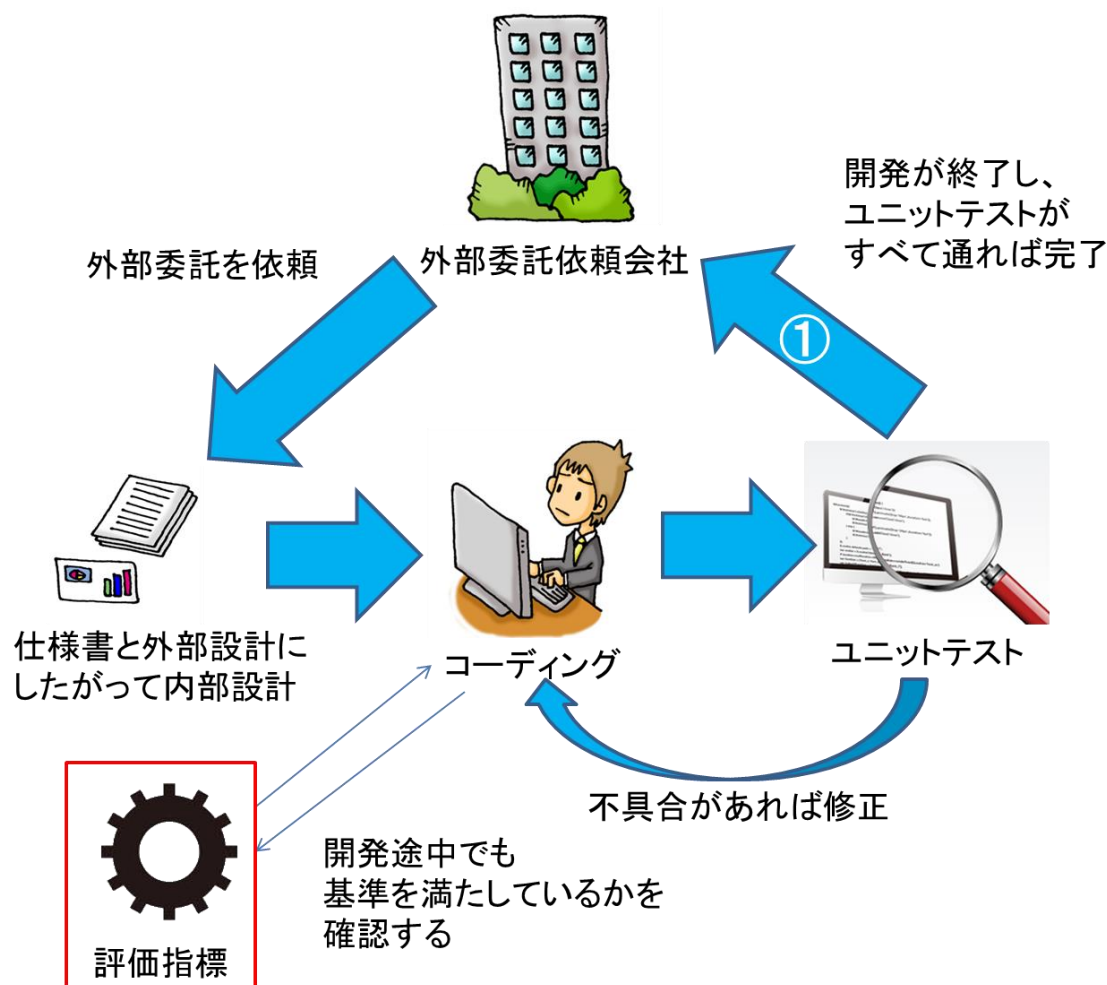 外部委託を依頼
外部委託依頼会社
開発が終了し、
ユニットテストが
すべて通れば完了
①
仕様書と外部設計に
したがって内部設計
コーディング
ユニットテスト
不具合があれば修正
開発途中でも
基準を満たしているかを
確認する
評価指標